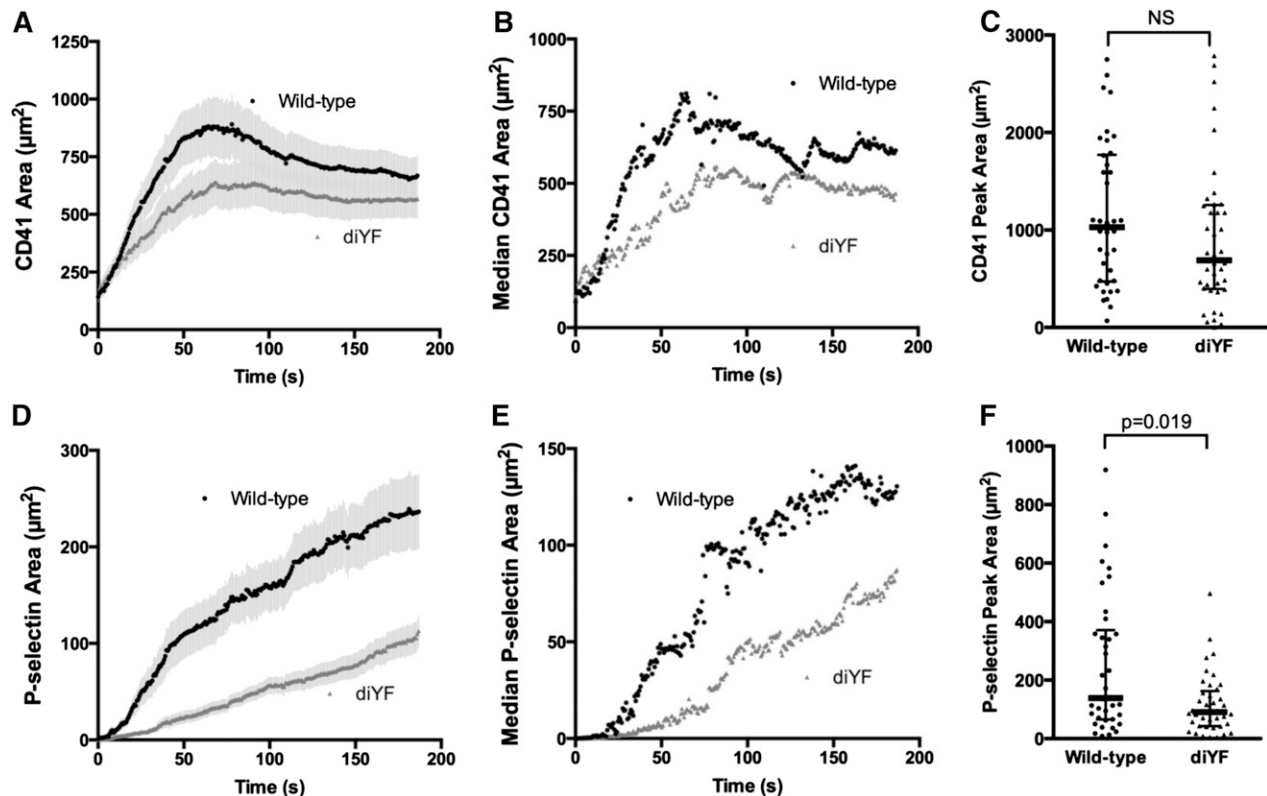 A
CD41 Area (µm²)
1250
1000
750
500
250
0
0 50 100 150 200
Time (s)
Wild-type
diYF
B
Median CD41 Area (µm²)
1000
750
500
250
0
0 50 100 150 200
Time (s)
Wild-type
diYF
C
NS
CD41 Peak Area (µm²)
3000
2000
1000
0
Wild-type diYF
D
P-selectin Area (µm²)
300
200
100
0
0 50 100 150 200
Time (s)
Wild-type
diYF
E
Median P-selectin Area (µm²)
150
100
50
0
0 50 100 150 200
Time (s)
Wild-type
diYF
F
p=0.019
P-selectin Peak Area (µm²)
1000
800
600
400
200
0
Wild-type diYF